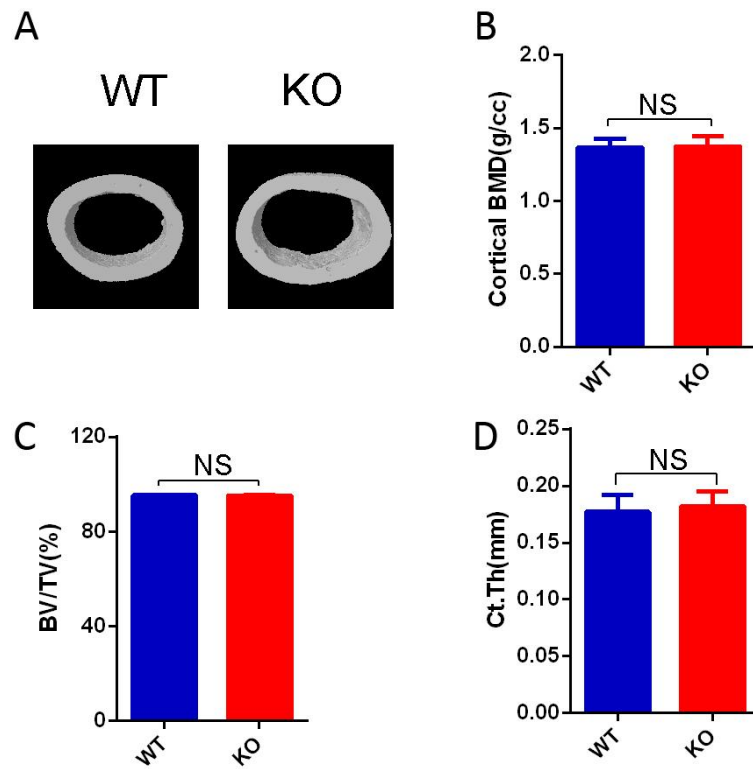 A
WT KO
B
Cortical BMD(g/cc)
2.0
1.5
1.0
0.5
0.0
NS
WT KO
C
BV/TV(%)
120
80
40
0
NS
WT KO
D
Ct.Th(mm)
0.25
0.20
0.15
0.10
0.05
0.00
NS
WT KO